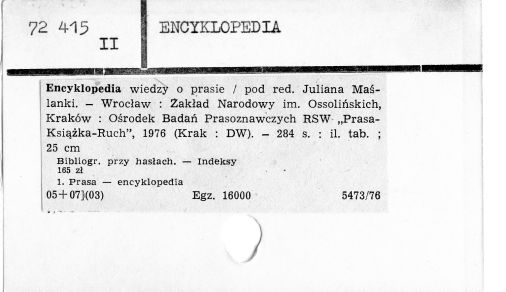 72 415
II
ENCYKLOPEDIA
Encyklopedia wiedzy o prasie / pod red. Juliana Maś-
lanki. — Wrocław : Zakład Narodowy im. Ossolińskich,
Kraków : Ośrodek Badań Prasoznawczych RSW „Prasa-
Książka-Ruch”, 1976 (Krak : DW). — 284 s. : il. tab. ;
25 cm
Bibliogr. przy hasłach. — Indeksy
165 zł
1. Prasa — encyklopedia
05+07](03) Egz. 16000 5473/76